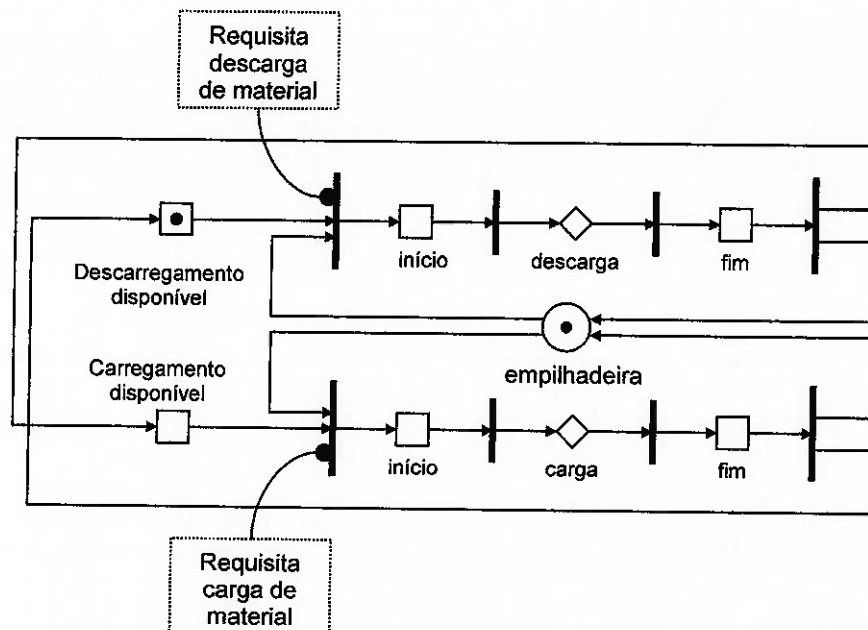 Requisita
descarga
de material
início
descarga
fim
Descarregamento
disponível
empilhadeira
Carregamento
disponível
início
carga
fim
Requisita
carga de
material